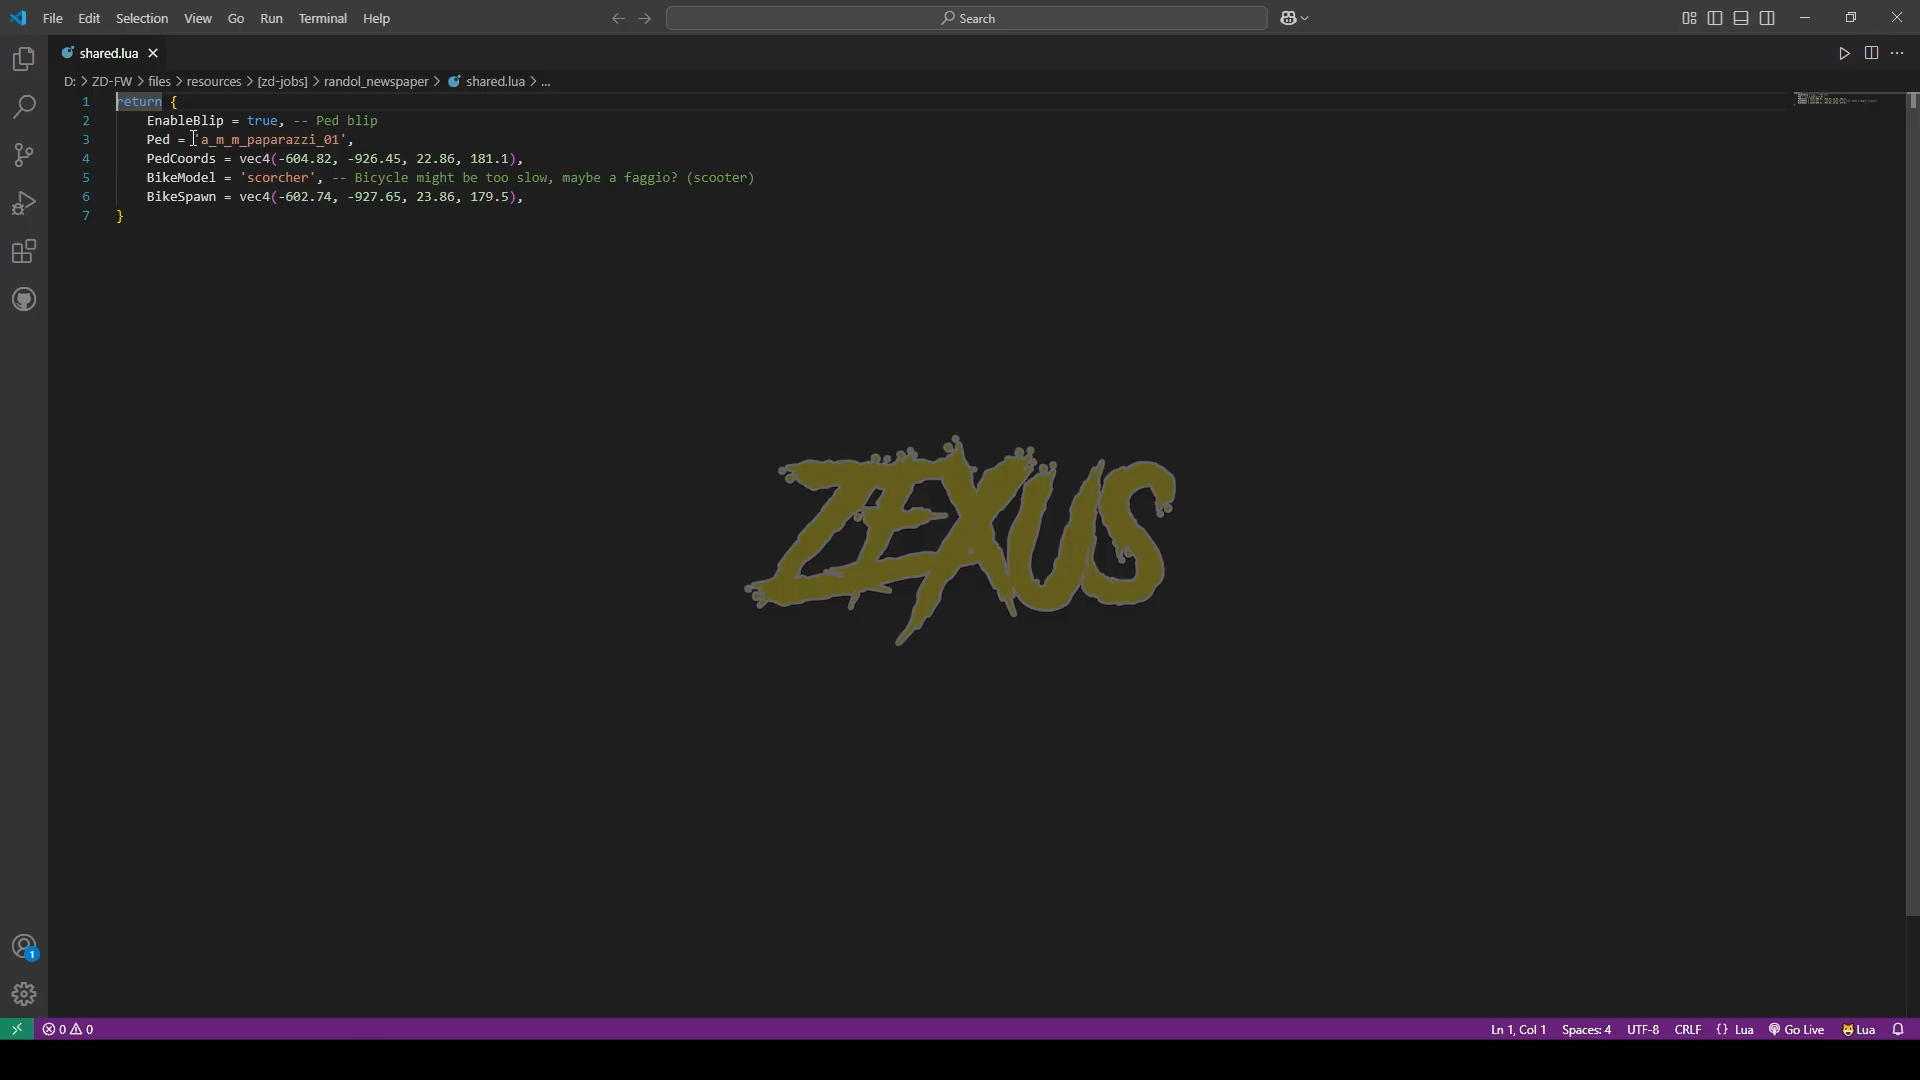 File Edit Selection View Go Run Terminal Help Search
shared.lua
D: > ZD-FW > files > resources > [zd-jobs] > randol_newspaper > shared.lua > ...
1 return {
2 EnableBlip = true, -- Ped blip
3 Ped = 'a_m_m_paparazzi_01',
4 PedCoords = vec4(-604.82, -926.45, 22.86, 181.1),
5 BikeModel = 'scorcher', -- Bicycle might be too slow, maybe a faggio? (scooter)
6 BikeSpawn = vec4(-602.74, -927.65, 23.86, 179.5),
7 }
ZEXUS
1
0 0 Ln 1, Col 1 Spaces: 4 UTF-8 CRLF {} Lua Go Live Lua